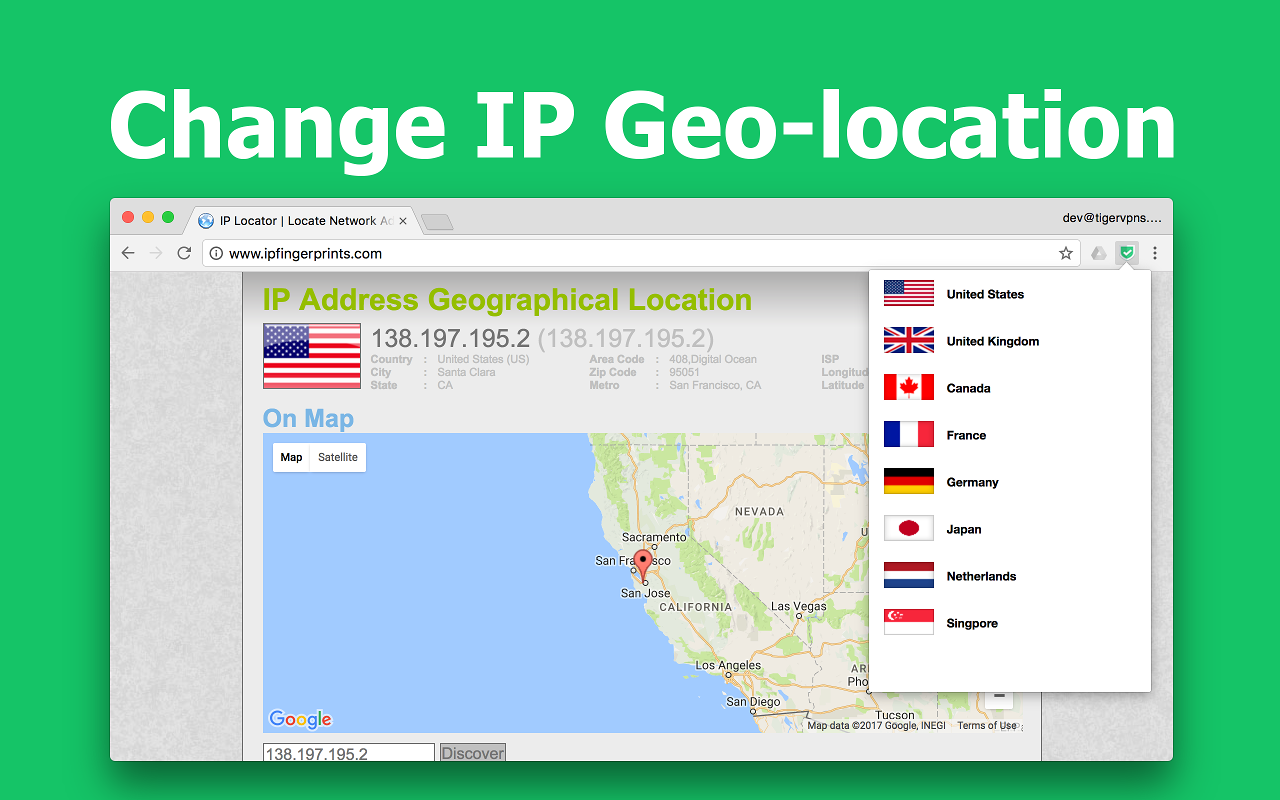 Change IP Geo-location
IP Locator | Locate Network Ad
dev@tigervpns....
www.ipfingerprints.com
IP Address Geographical Location
138.197.195.2 (138.197.195.2)
Country : United States (US) Area Code : 408,Digital Ocean ISP
City : Santa Clara Zip Code : 95051
State : CA Metro : San Francisco, CA Latitude
On Map
Map Satellite
NEVADA
Sacramento
San Francisco
San Jose
CALIFORNIA
Las Vegas
Los Angeles
San Diego
Tucson
Google
Map data ©2017 Google, INEGI Terms of Use
138.197.195.2 Discover
United States
United Kingdom
Canada
France
Germany
Japan
Netherlands
Singpore